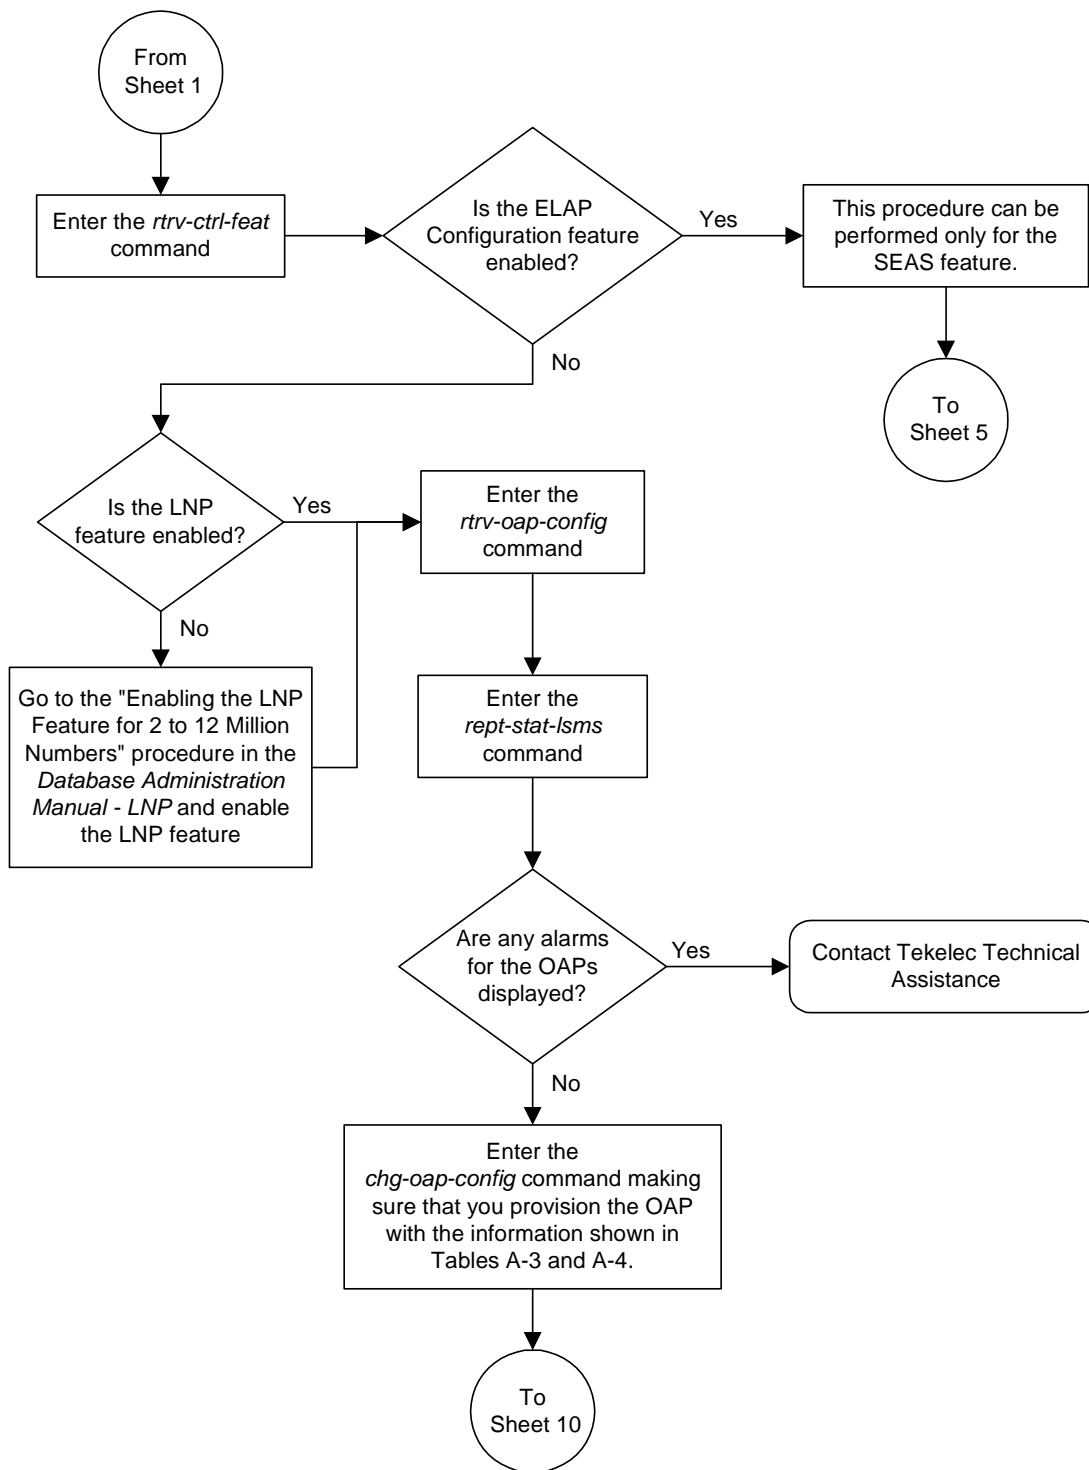 From
Sheet 1
Enter the rtrv-ctrl-feat
command
Is the ELAP
Configuration feature
enabled?
Yes
This procedure can be
performed only for the
SEAS feature.
No
To
Sheet 5
Is the LNP
feature enabled?
Yes
Enter the
rtrv-oap-config
command
No
Go to the "Enabling the LNP
Feature for 2 to 12 Million
Numbers" procedure in the
Database Administration
Manual - LNP and enable
the LNP feature
Enter the
rept-stat-lsms
command
Are any alarms
for the OAPs
displayed?
Yes
Contact Tekelec Technical
Assistance
No
Enter the
chg-oap-config command making
sure that you provision the OAP
with the information shown in
Tables A-3 and A-4.
To
Sheet 10